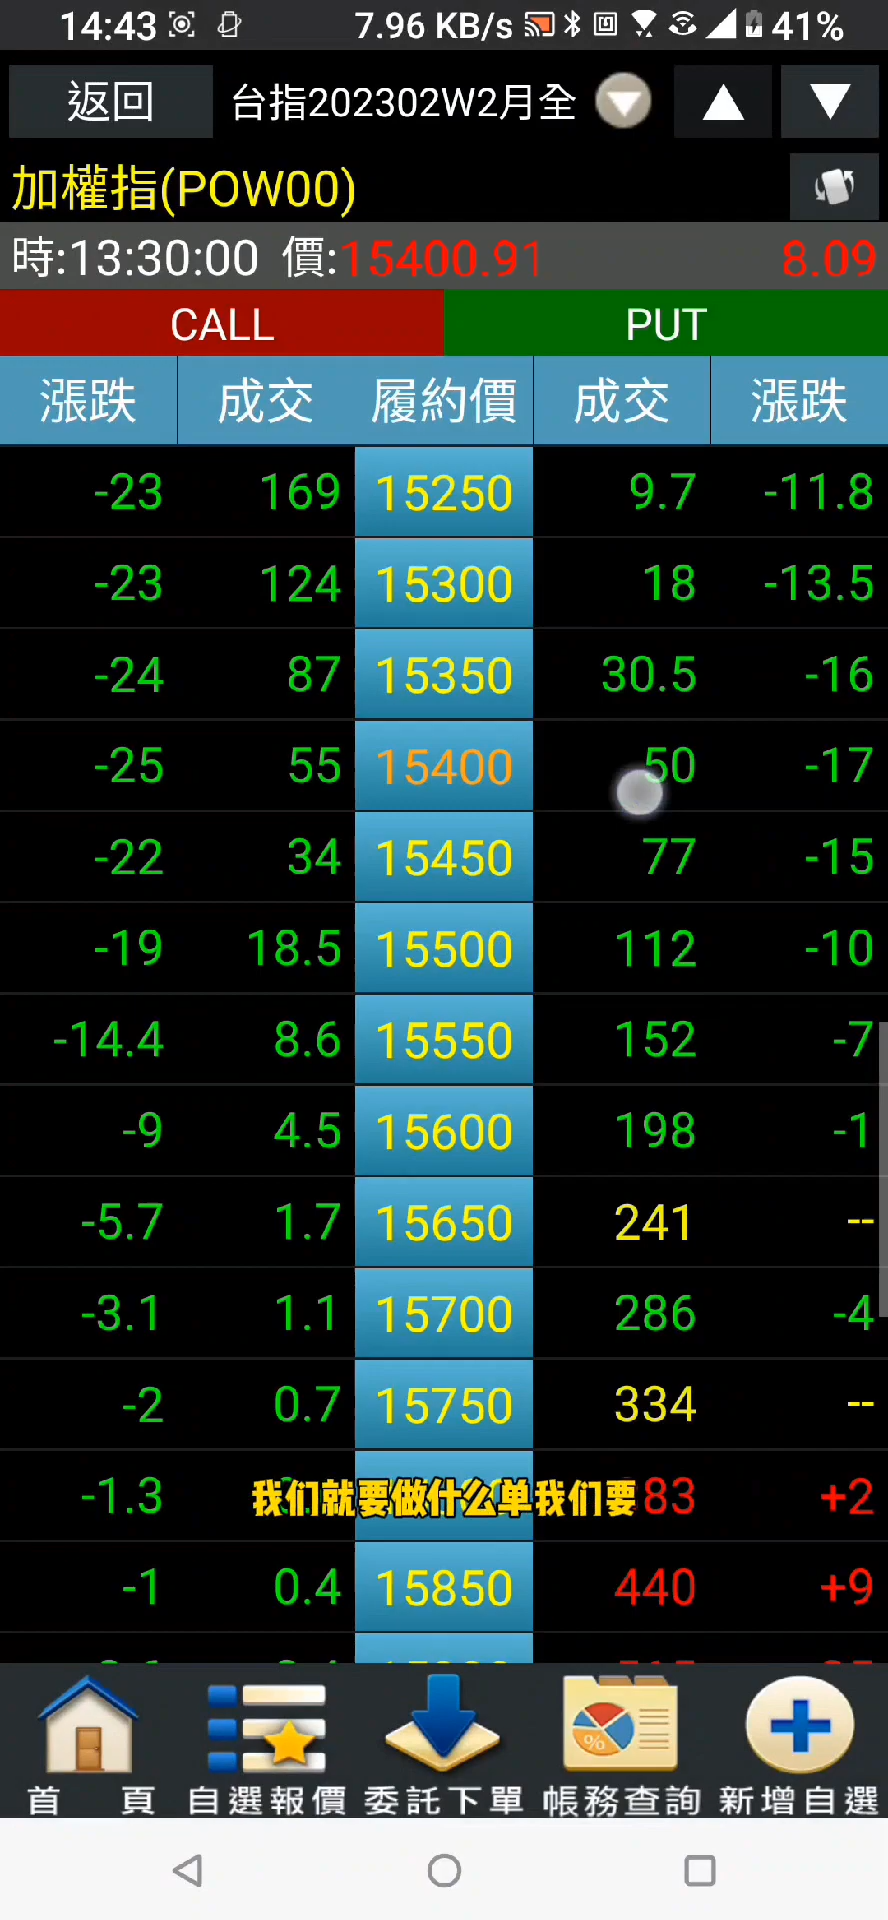 14:43 7.96 KB/s 41%
返回 台指202302W2月全
加權指(POW00)
時:13:30:00 價:15400.91 8.09
CALL PUT
漲跌 成交 履約價 成交 漲跌
-23 169 15250 9.7 -11.8
-23 124 15300 18 -13.5
-24 87 15350 30.5 -16
-25 55 15400 50 -17
-22 34 15450 77 -15
-19 18.5 15500 112 -10
-14.4 8.6 15550 152 -7
-9 4.5 15600 198 -1
-5.7 1.7 15650 241 --
-3.1 1.1 15700 286 -4
-2 0.7 15750 334 --
-1.3 83 +2
我们就要做什么单我们要
-1 0.4 15850 440 +9
首頁 自選報價 委託下單 帳務查詢 新增自選